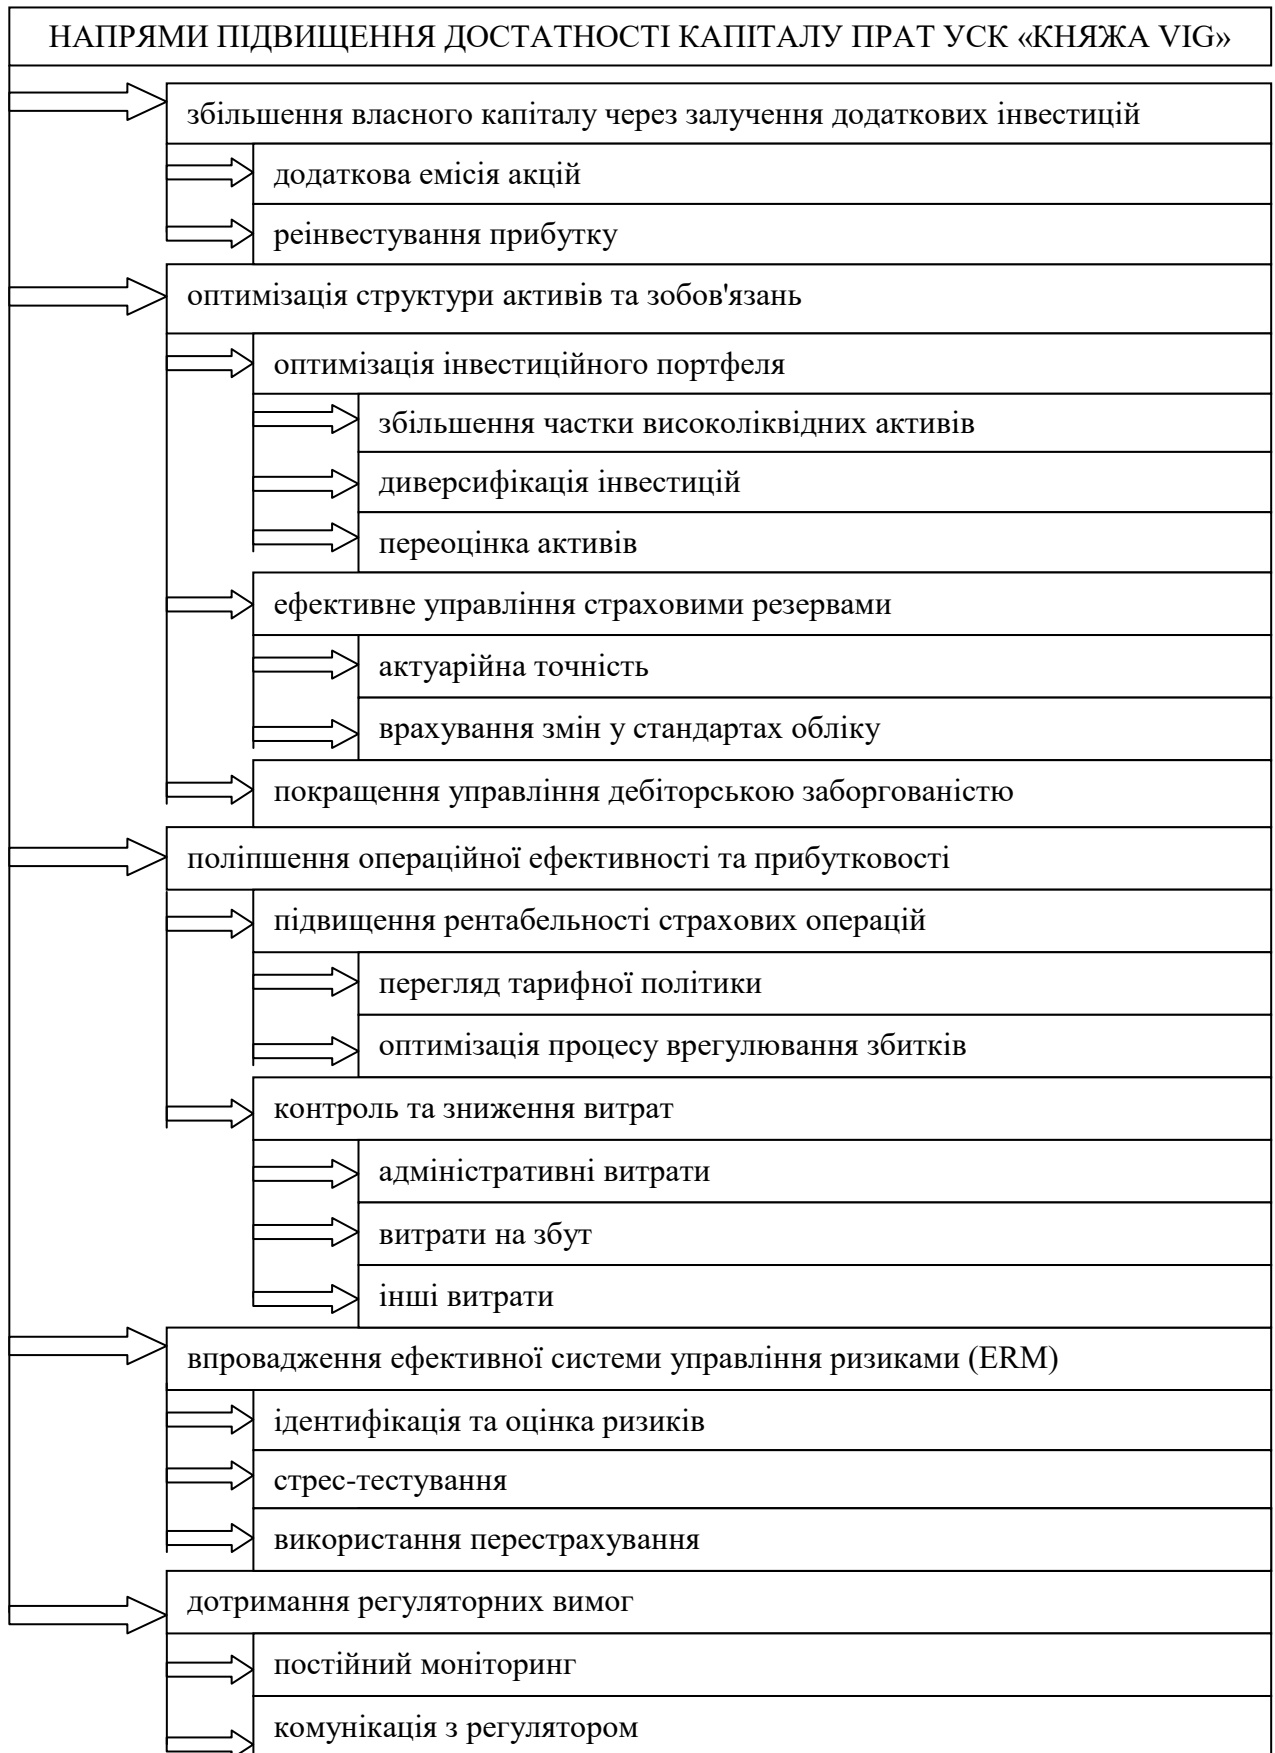 НАПРЯМИ ПІДВИЩЕННЯ ДОСТАТНОСТІ КАПІТАЛУ ПРАТ УСК «КНЯЖА VIG»
збільшення власного капіталу через залучення додаткових інвестицій
додаткова емісія акцій
реінвестування прибутку
оптимізація структури активів та зобов'язань
оптимізація інвестиційного портфеля
збільшення частки високоліквідних активів
диверсифікація інвестицій
переоцінка активів
ефективне управління страховими резервами
актуарійна точність
врахування змін у стандартах обліку
покращення управління дебіторською заборгованістю
поліпшення операційної ефективності та прибутковості
підвищення рентабельності страхових операцій
перегляд тарифної політики
оптимізація процесу врегулювання збитків
контроль та зниження витрат
адміністративні витрати
витрати на збут
інші витрати
впровадження ефективної системи управління ризиками (ERM)
ідентифікація та оцінка ризиків
стрес-тестування
використання перестрахування
дотримання регуляторних вимог
постійний моніторинг
комунікація з регулятором